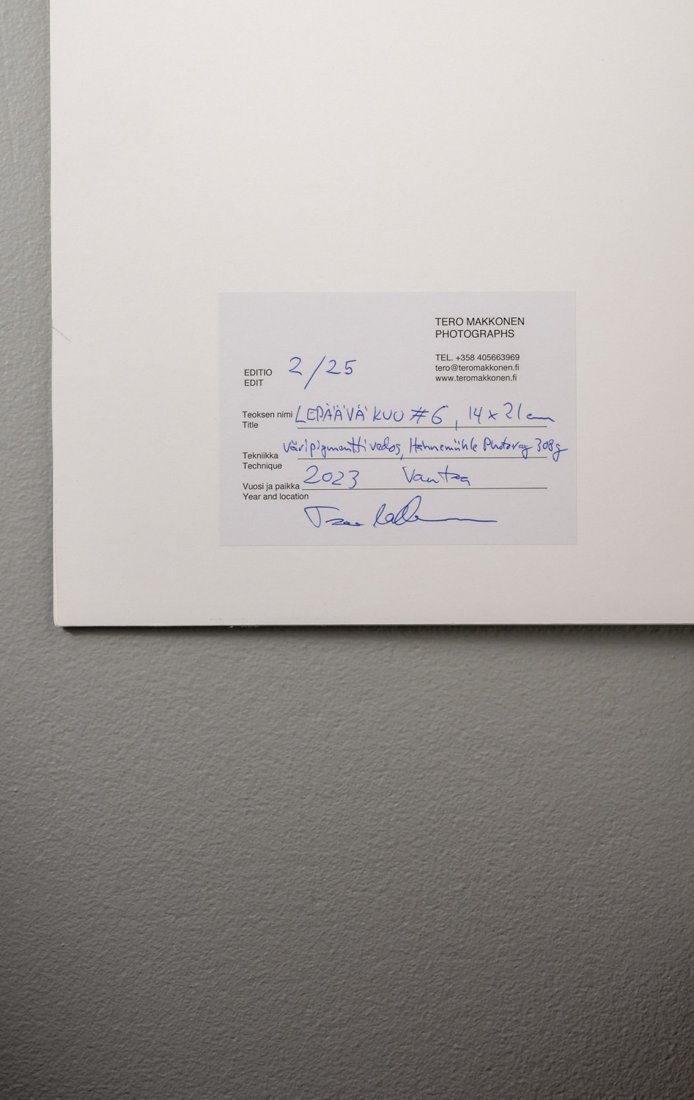 TERO MAKKONEN
PHOTOGRAPHS
TEL. +358 405663969
tero@teromakkonen.fi
www.teromakkonen.fi
EDITIO 2/25
EDIT
Teoksen nimi LEPÄÄVÄ KUU #6, 14 x 21 cm
Title
Tekniikka Väripigmenttivedos, Hahnemühle Photorag 308g
Technique
Vuosi ja paikka 2023 Vantaa
Year and location